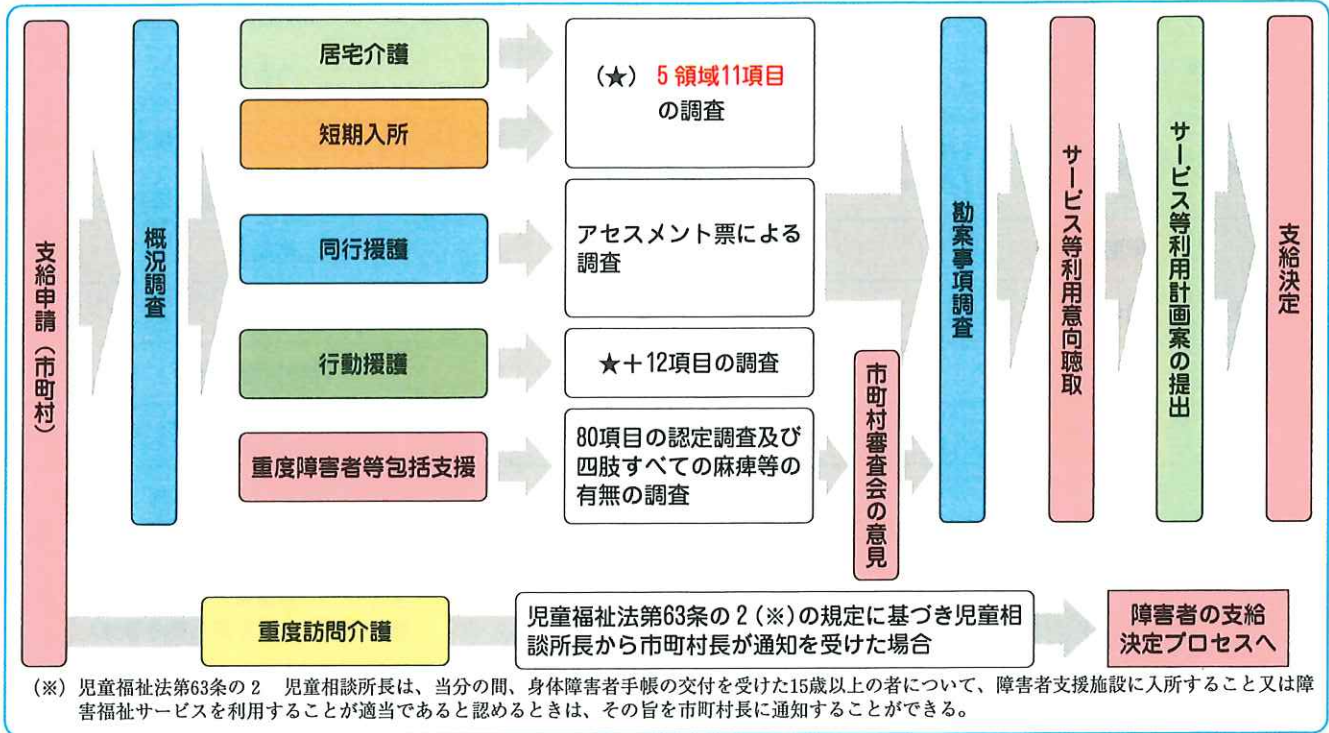 支給申請（市町村）
概況調査
居宅介護
短期入所
同行援護
行動援護
重度障害者等包括支援
（★） 5領域11項目
の調査
アセスメント票による
調査
★＋12項目の調査
80項目の認定調査及び
四肢すべての麻痺等の
有無の調査
市町村審査会の意見
勘案事項調査
サービス等利用意向聴取
サービス等利用計画案の提出
支給決定
重度訪問介護
児童福祉法第63条の2（※）の規定に基づき児童相
談所長から市町村長が通知を受けた場合
障害者の支給
決定プロセスへ
（※） 児童福祉法第63条の2　児童相談所長は、当分の間、身体障害者手帳の交付を受けた15歳以上の者について、障害者支援施設に入所すること又は障
害福祉サービスを利用することが適当であると認めるときは、その旨を市町村長に通知することができる。